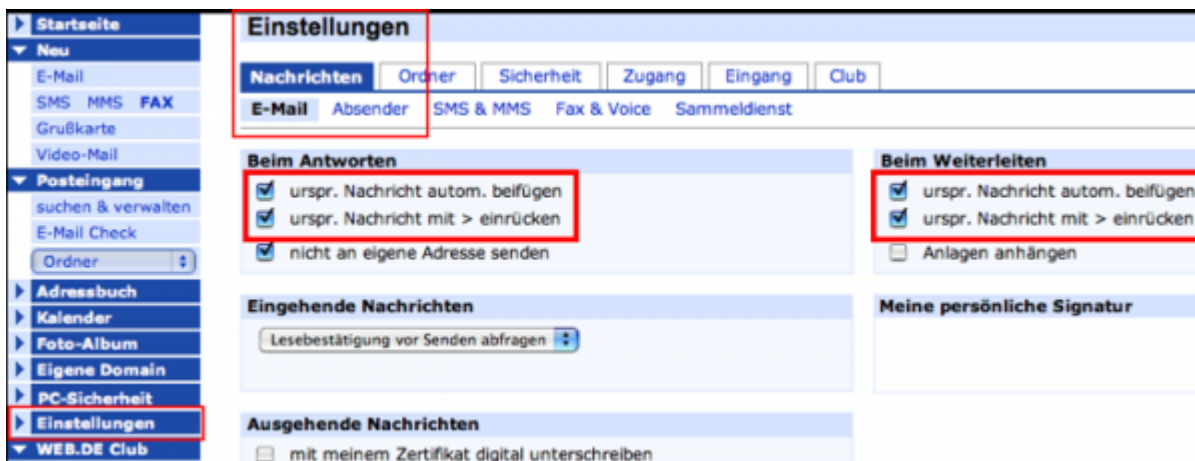 Startseite
Neu
E-Mail
SMS MMS FAX
Grußkarte
Video-Mail
Posteingang
suchen & verwalten
E-Mail Check
Ordner
Adressbuch
Kalender
Foto-Album
Eigene Domain
PC-Sicherheit
Einstellungen
WEB.DE Club
Einstellungen
Nachrichten Ordner Sicherheit Zugang Eingang Club
E-Mail Absender SMS & MMS Fax & Voice Sammeldienst
Beim Antworten
urspr. Nachricht autom. beifügen
urspr. Nachricht mit > einrücken
nicht an eigene Adresse senden
Beim Weiterleiten
urspr. Nachricht autom. beifügen
urspr. Nachricht mit > einrücken
Anlagen anhängen
Eingehende Nachrichten
Lesebestätigung vor Senden abfragen
Meine persönliche Signatur
Ausgehende Nachrichten
mit meinem Zertifikat digital unterschreiben